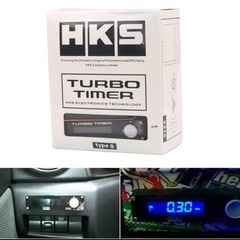 HKS
TURBO
TIMER
HKS ELECTRONICS TECHNOLOGY
TURBO TIMER
type 0
0.30